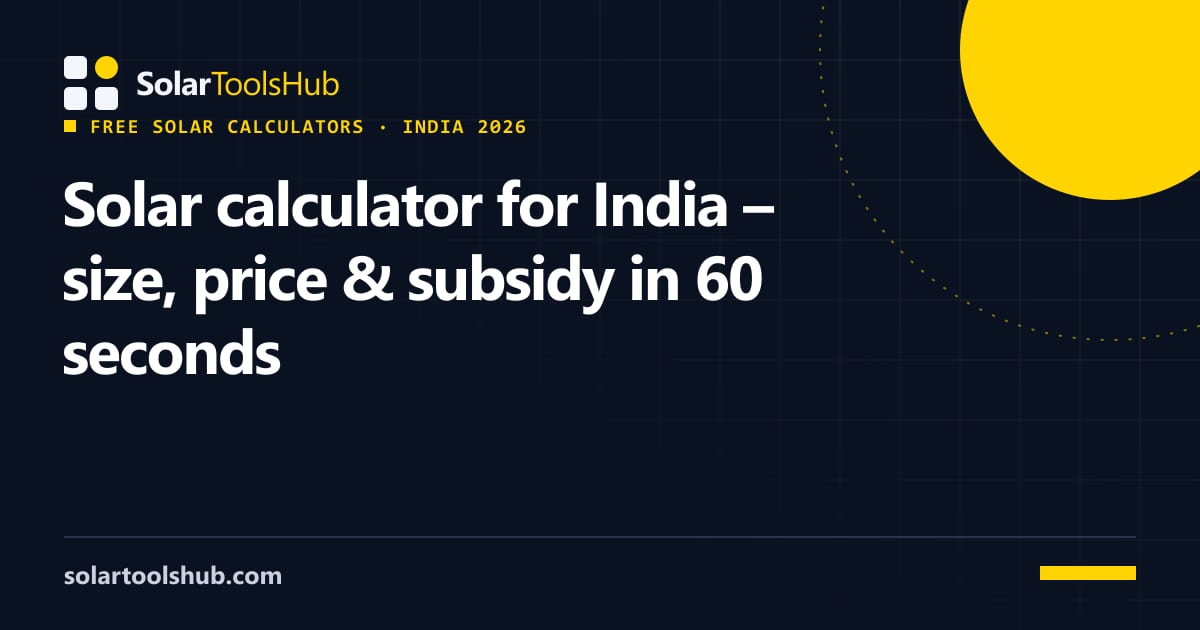 SolarToolsHub
FREE SOLAR CALCULATORS · INDIA 2026
Solar calculator for India –
size, price & subsidy in 60
seconds
solartoolshub.com